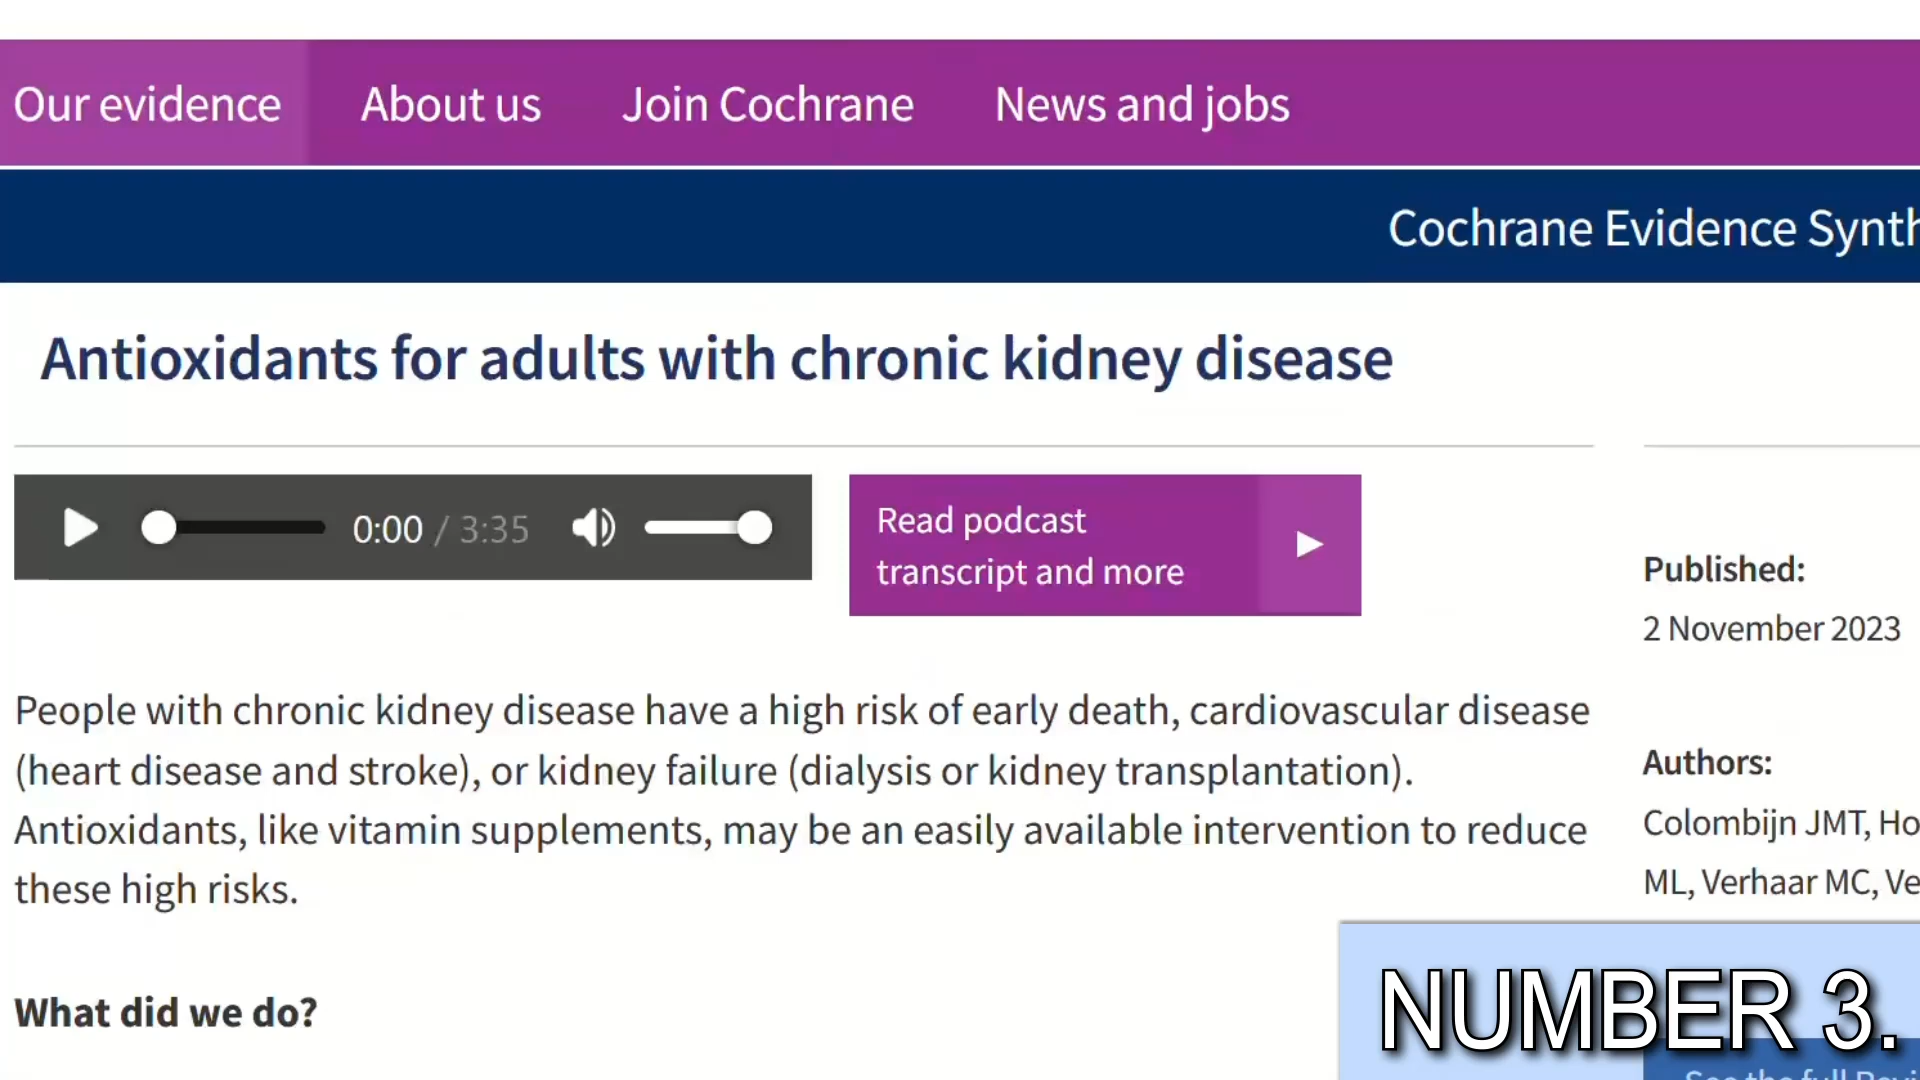 Our evidence About us Join Cochrane News and jobs
Cochrane Evidence
Antioxidants for adults with chronic kidney disease
0:00 / 3:35
Read podcast
transcript and more
Published:
2 November 2023
People with chronic kidney disease have a high risk of early death, cardiovascular disease
(heart disease and stroke), or kidney failure (dialysis or kidney transplantation).
Antioxidants, like vitamin supplements, may be an easily available intervention to reduce
these high risks.
Authors:
Colombijn JMT,
ML, Verhaar MC,
What did we do?
NUMBER 3.